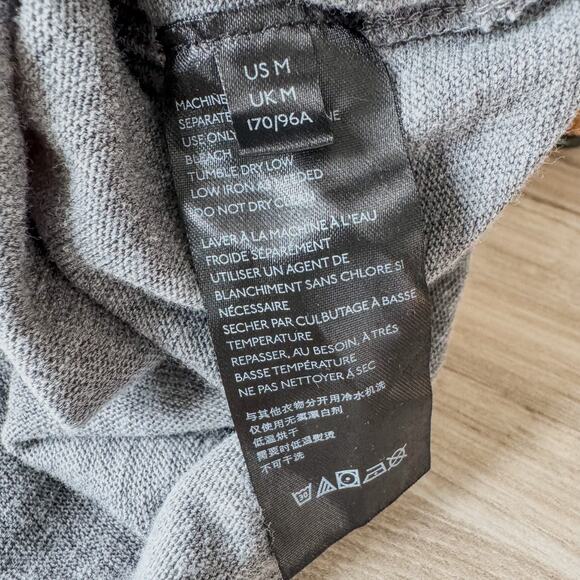 US M
UK M
170/96A
MACHINE
SEPARATE
USE ONLY
BLEACH
TUMBLE DRY LOW
LOW IRON
DO NOT DRY
LAVER À LA MACHINE À L'EAU
FROIDE SÉPARÉMENT
UTILISER UN AGENT DE
BLANCHIMENT SANS CHLORE SI
NÉCESSAIRE
SECHER PAR CULBUTAGE À BASSE
TEMPERATURE
REPASSER, AU BESOIN, À TRÉS
BASSE TEMPÉRATURE
NE PAS NETTOYER Á SEC
与其他衣物分开用冷水机洗
仅使用无氯漂白剂
低温烘干
需要时低温熨烫
不可干洗
30